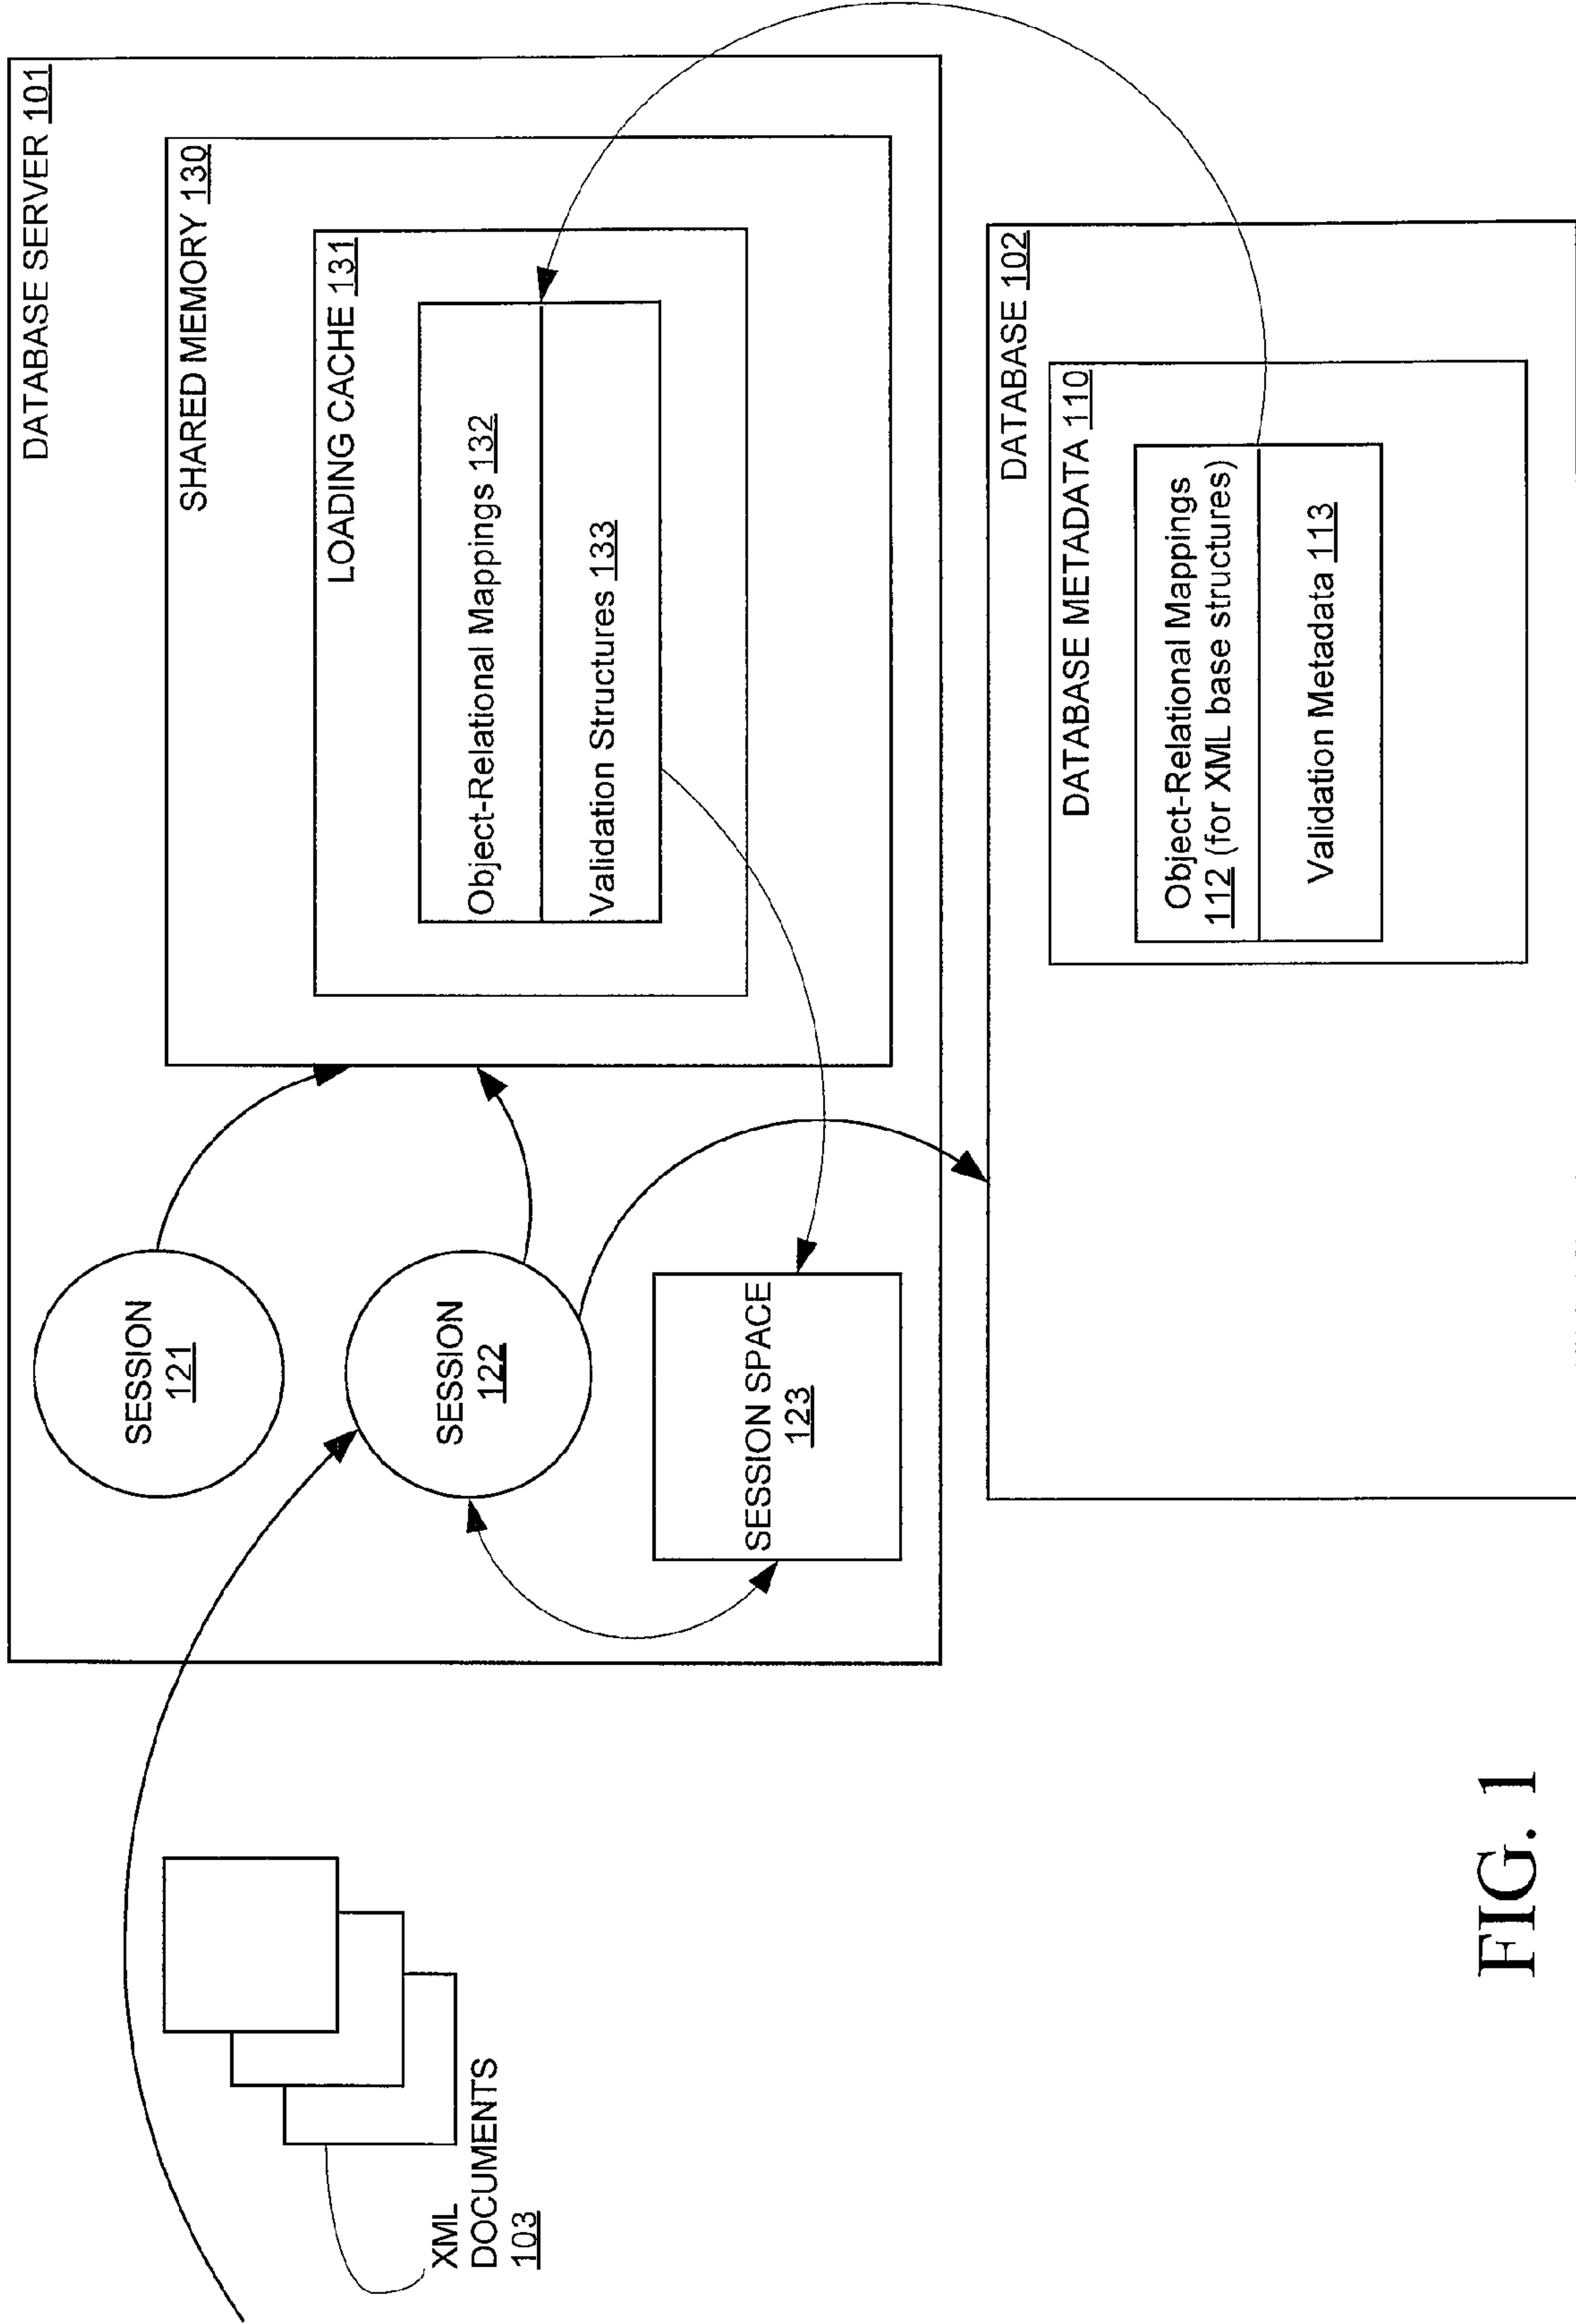 DATABASE SERVER 101
SHARED MEMORY 130
LOADING CACHE 131
Object-Relational Mappings 132
Validation Structures 133
SESSION
121
SESSION
122
SESSION SPACE
123
XML
DOCUMENTS
103
DATABASE 102
DATABASE METADATA 110
Object-Relational Mappings
112 (for XML base structures)
Validation Metadata 113
FIG. 1